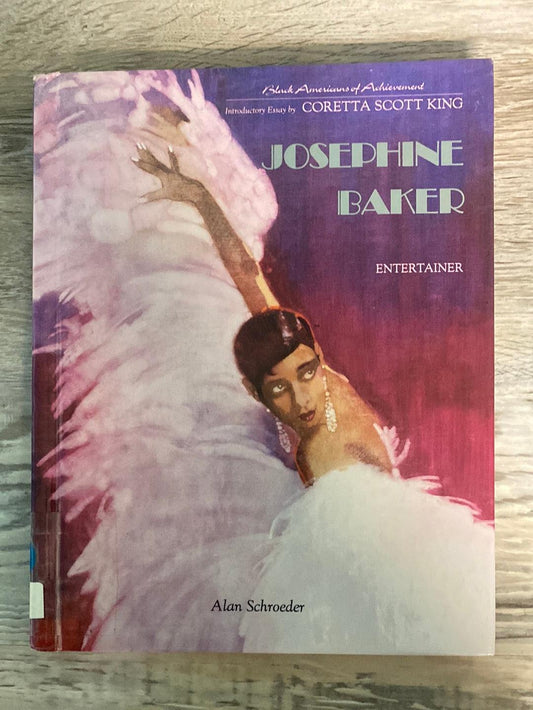 Black Americans of Achievement
Introductory Essay by CORETTA SCOTT KING
JOSEPHINE
BAKER
ENTERTAINER
Alan Schroeder